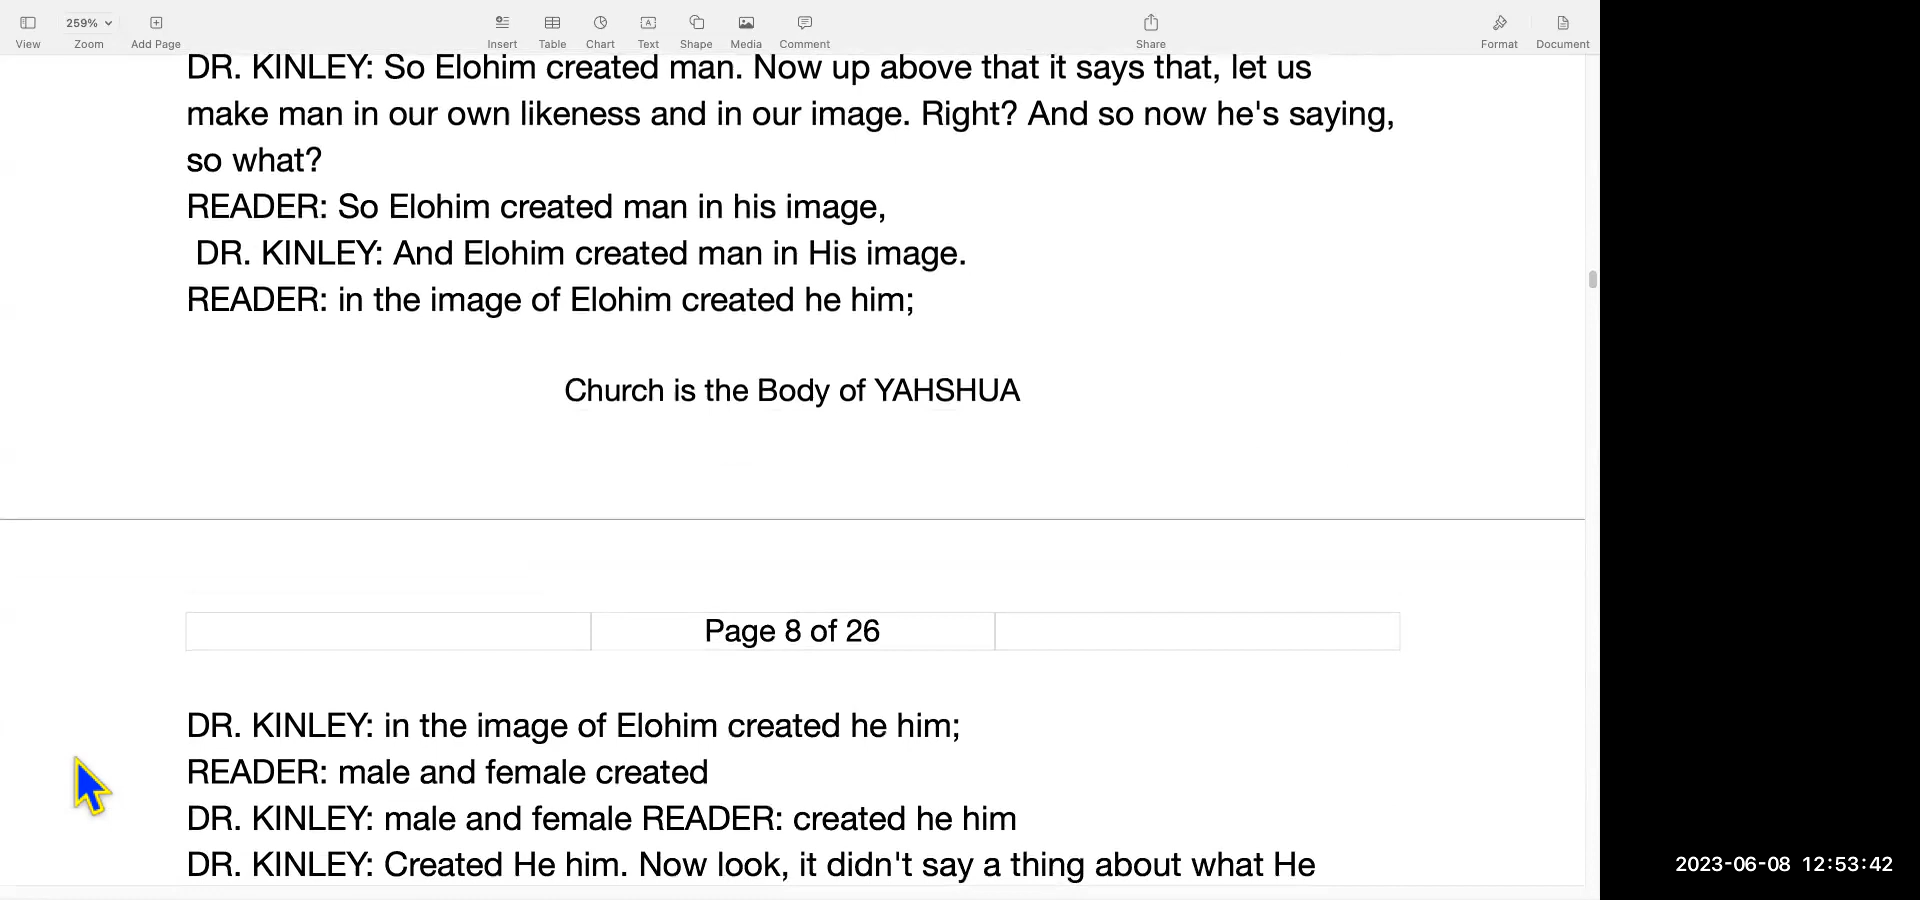 259%
View
Zoom
Add Page
Insert
Table
Chart
Text
Shape
Media
Comment
Share
Format
Document
DR. KINLEY: So Elohim created man. Now up above that it says that, let us
make man in our own likeness and in our image. Right? And so now he's saying,
so what?
READER: So Elohim created man in his image,
DR. KINLEY: And Elohim created man in His image.
READER: in the image of Elohim created he him;
Church is the Body of YAHSHUA
Page 8 of 26
DR. KINLEY: in the image of Elohim created he him;
READER: male and female created
DR. KINLEY: male and female READER: created he him
DR. KINLEY: Created He him. Now look, it didn't say a thing about what He
2023-06-08 12:53:42